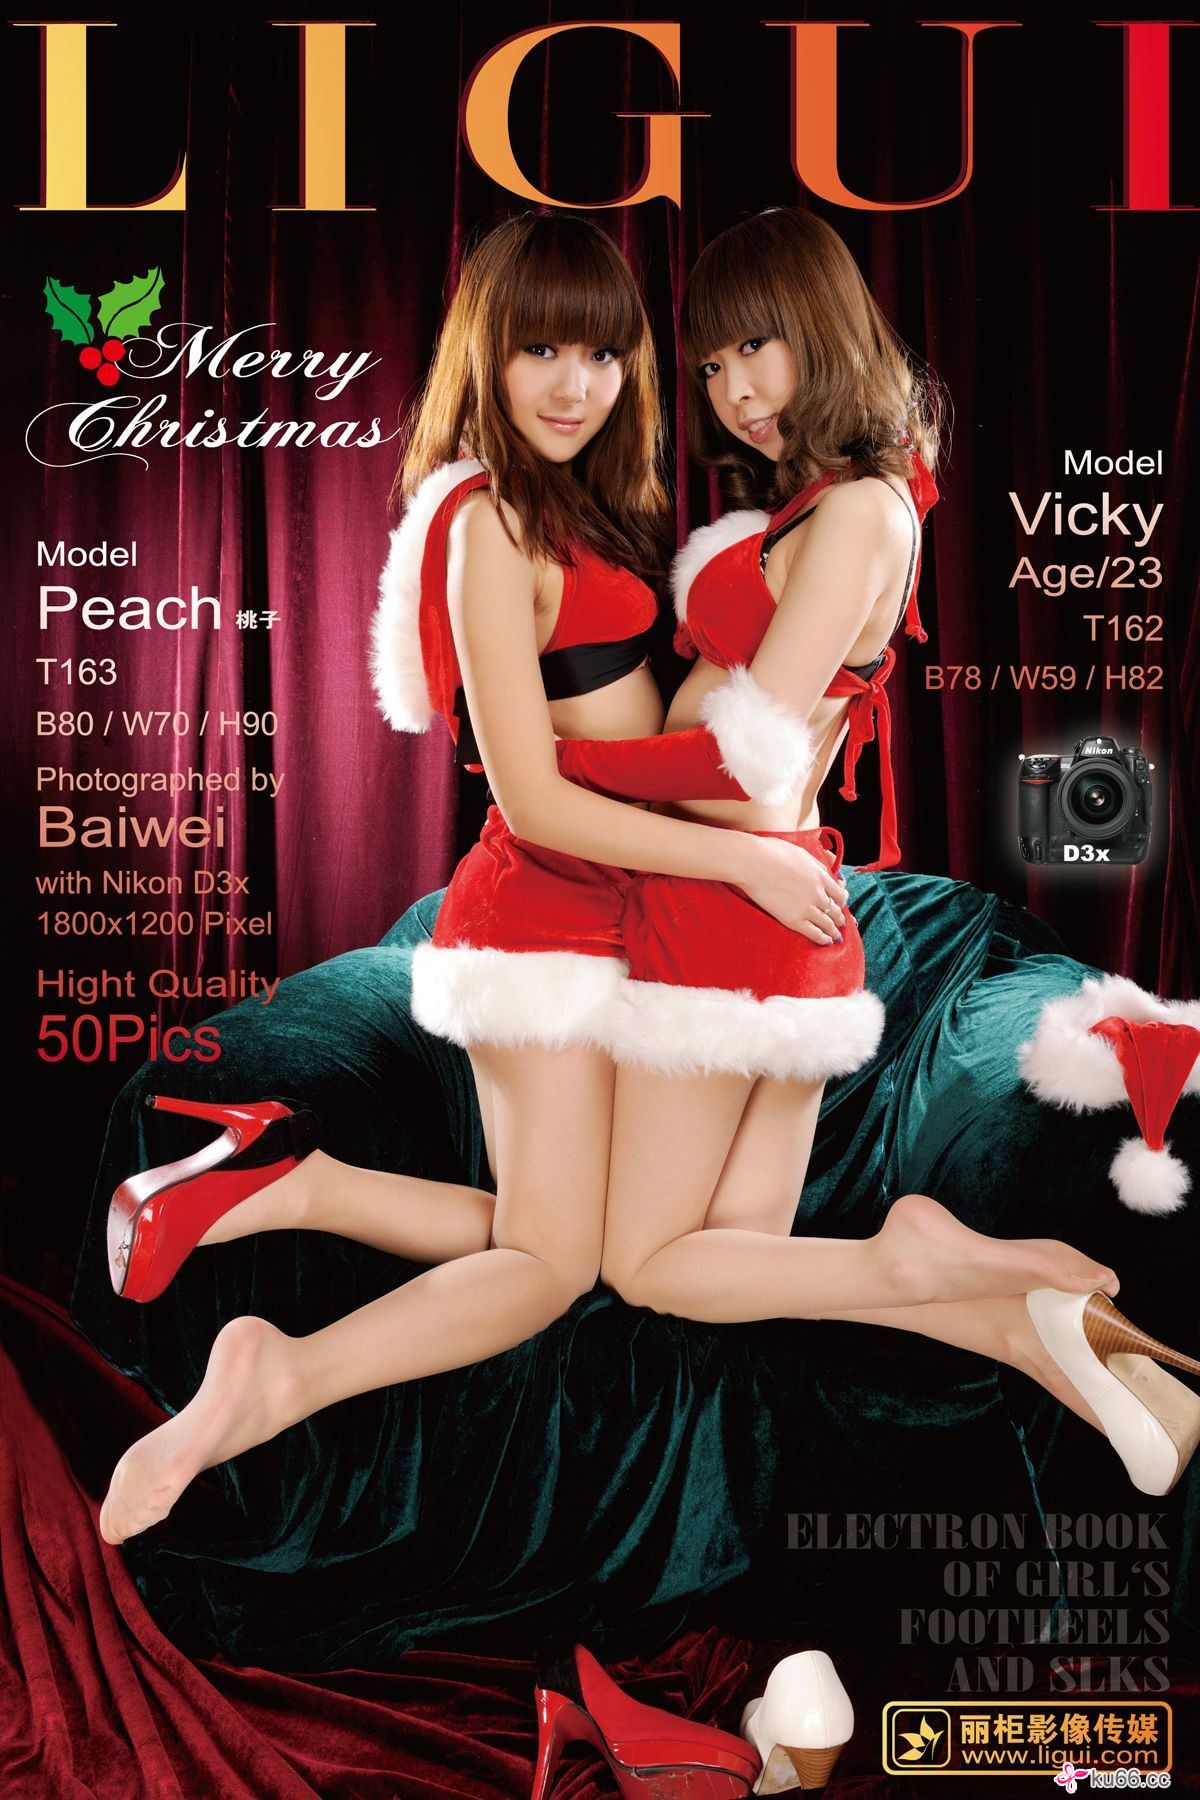 LIGUI
Merry
Christmas
Model
Peach 桃子
T163
B80 / W70 / H90
Photographed by
Baiwei
with Nikon D3x
1800x1200 Pixel
Hight Quality
50Pics
Model
Vicky
Age/23
T162
B78 / W59 / H82
Nikon
D3x
ELECTRON BOOK
OF GIRL'S
FOOTHEELS
AND SLKS
丽柜影像传媒
www.ligui.com
ku66.cc